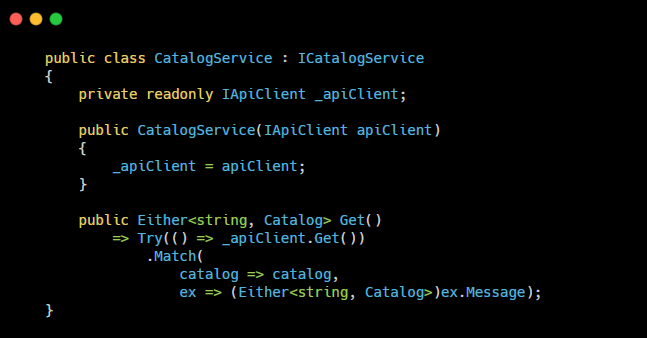 public class CatalogService : ICatalogService
{
    private readonly IApiClient _apiClient;

    public CatalogService(IApiClient apiClient)
    {
        _apiClient = apiClient;
    }

    public Either<string, Catalog> Get()
        => Try(() => _apiClient.Get())
            .Match(
                catalog => catalog,
                ex => (Either<string, Catalog>)ex.Message);
}